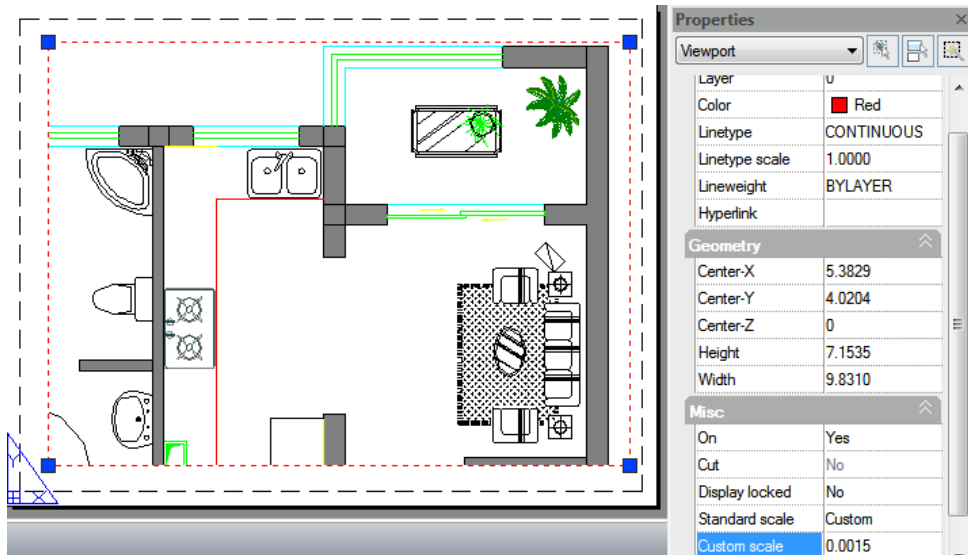 Properties
Viewport
Layer 0
Color Red
Linetype CONTINUOUS
Linetype scale 1.0000
Lineweight BYLAYER
Hyperlink
Geometry
Center-X 5.3829
Center-Y 4.0204
Center-Z 0
Height 7.1535
Width 9.8310
Misc
On Yes
Cut No
Display locked No
Standard scale Custom
Custom scale 0.0015
X